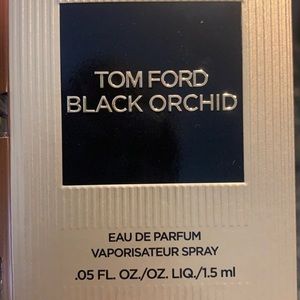 TOM FORD
BLACK ORCHID
EAU DE PARFUM
VAPORISATEUR SPRAY
.05 FL. OZ./OZ. LIQ./1.5 ml